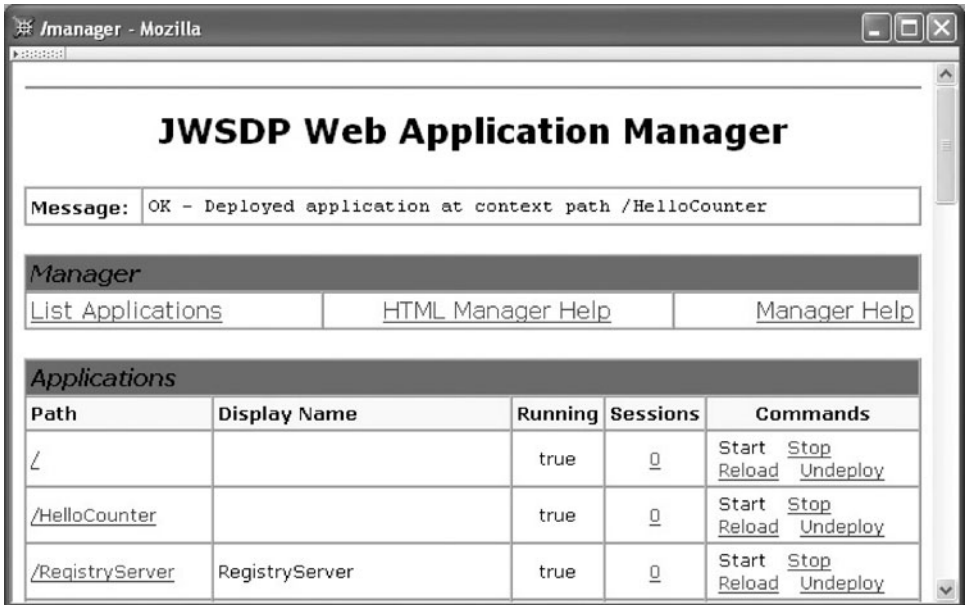 /manager - Mozilla
JWSDP Web Application Manager
Message: OK - Deployed application at context path /HelloCounter
Manager
List Applications HTML Manager Help Manager Help
Applications
Path Display Name Running Sessions Commands
/ true 0 Start Stop
Reload Undeploy
/HelloCounter true 0 Start Stop
Reload Undeploy
/RegistryServer RegistryServer true 0 Start Stop
Reload Undeploy